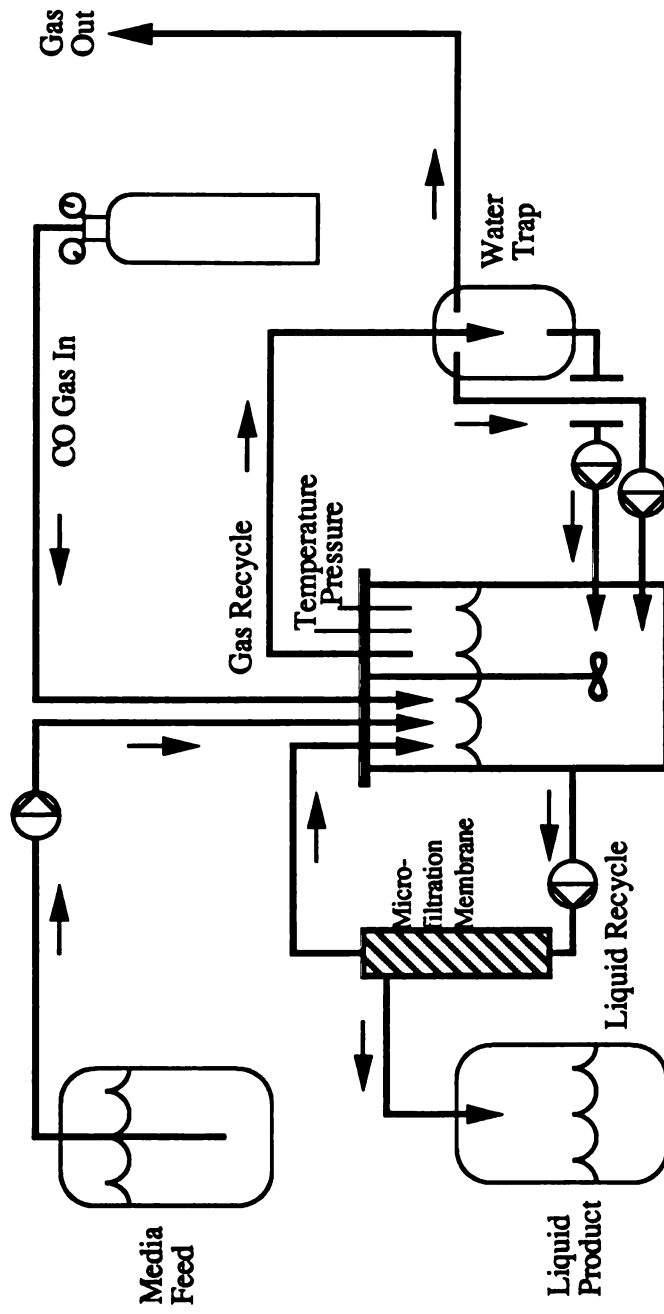 Gas
Out
CO Gas In
Water
Trap
Gas Recycle
Temperature
Pressure
Micro-
filtration
Membrane
Liquid Recycle
Media
Feed
Liquid
Product